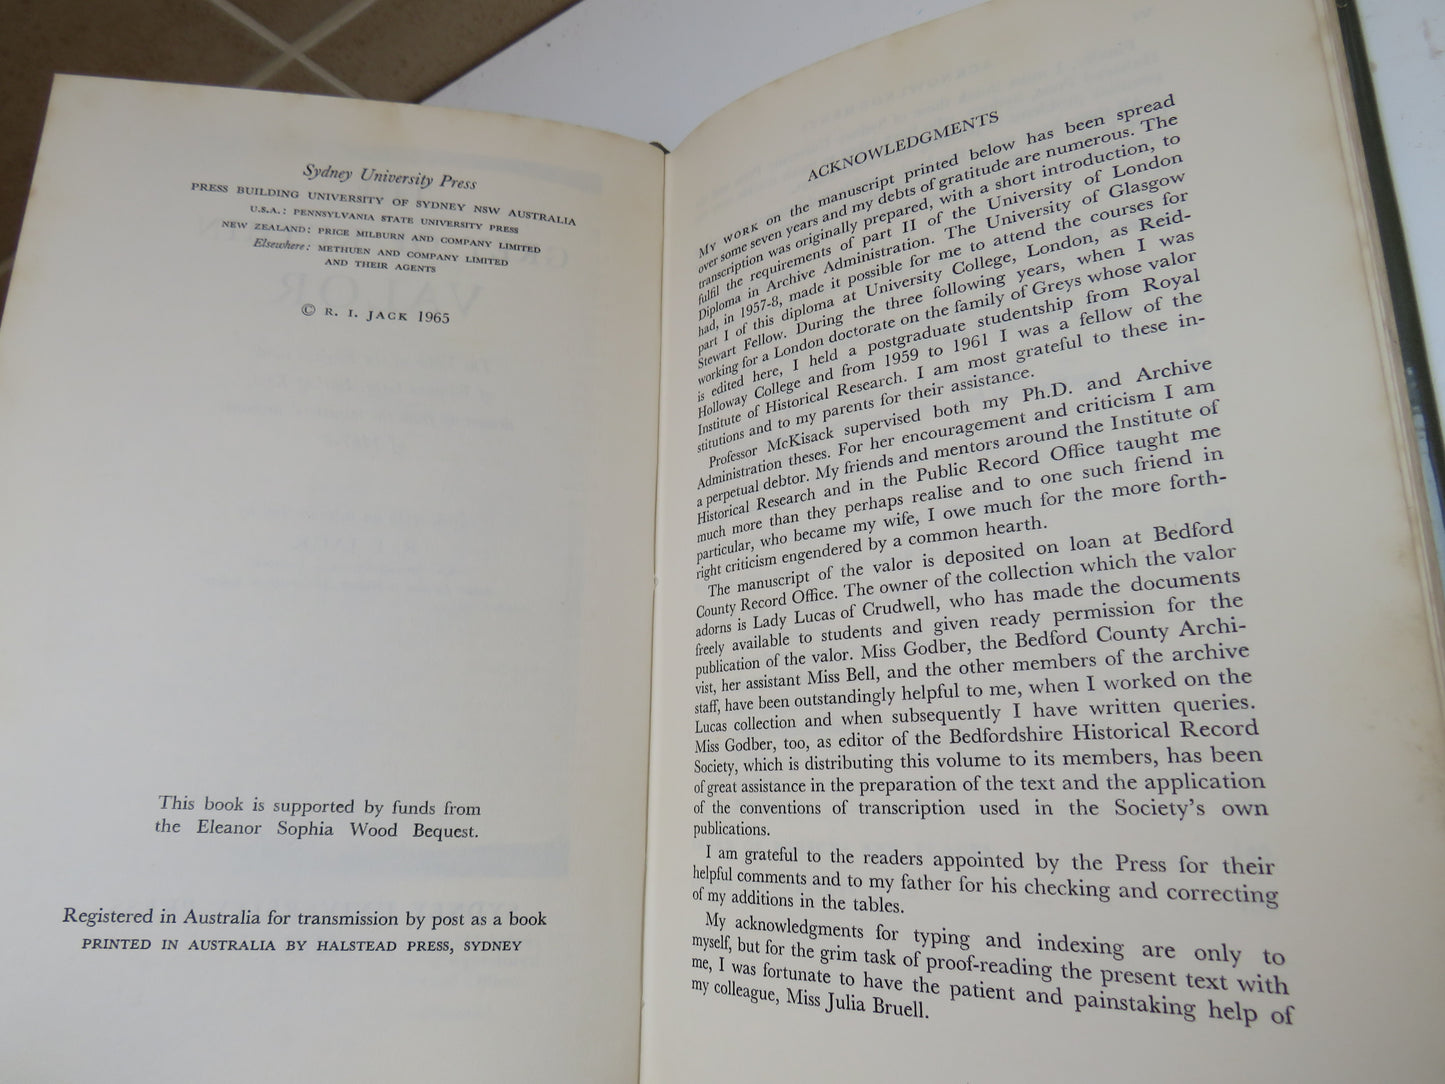 Sydney University Press
PRESS BUILDING UNIVERSITY OF SYDNEY NSW AUSTRALIA
U.S.A.: PENNSYLVANIA STATE UNIVERSITY PRESS
NEW ZEALAND: PRICE MILBURN AND COMPANY LIMITED
Elsewhere: METHUEN AND COMPANY LIMITED
AND THEIR AGENTS
© R. I. JACK 1965
This book is supported by funds from
the Eleanor Sophia Wood Bequest.
Registered in Australia for transmission by post as a book
PRINTED IN AUSTRALIA BY HALSTEAD PRESS, SYDNEY
ACKNOWLEDGMENTS
MY WORK on the manuscript printed below has been spread
over some seven years and my debts of gratitude are numerous. The
transcription was originally prepared, with a short introduction, to
fulfil the requirements of part II of the University of London
Diploma in Archive Administration. The University of Glasgow
had, in 1957-8, made it possible for me to attend the courses for
part I of this diploma at University College, London, as Reid-
Stewart Fellow. During the three following years, when I was
working for a London doctorate on the family of Greys whose valor
is edited here, I held a postgraduate studentship from Royal
Holloway College and from 1959 to 1961 I was a fellow of the
Institute of Historical Research. I am most grateful to these in-
stitutions and to my parents for their assistance.
Professor McKisack supervised both my Ph.D. and Archive
Administration theses. For her encouragement and criticism I am
a perpetual debtor. My friends and mentors around the Institute of
Historical Research and in the Public Record Office taught me
much more than they perhaps realise and to one such friend in
particular, who became my wife, I owe much for the more forth-
right criticism engendered by a common hearth.
The manuscript of the valor is deposited on loan at Bedford
County Record Office. The owner of the collection which the valor
adorns is Lady Lucas of Crudwell, who has made the documents
freely available to students and given ready permission for the
publication of the valor. Miss Godber, the Bedford County Archi-
vist, her assistant Miss Bell, and the other members of the archive
staff, have been outstandingly helpful to me, when I worked on the
Lucas collection and when subsequently I have written queries.
Miss Godber, too, as editor of the Bedfordshire Historical Record
Society, which is distributing this volume to its members, has been
of great assistance in the preparation of the text and the application
of the conventions of transcription used in the Society's own
publications.
I am grateful to the readers appointed by the Press for their
helpful comments and to my father for his checking and correcting
of my additions in the tables.
My acknowledgments for typing and indexing are only to
myself, but for the grim task of proof-reading the present text with
me, I was fortunate to have the patient and painstaking help of
my colleague, Miss Julia Bruell.